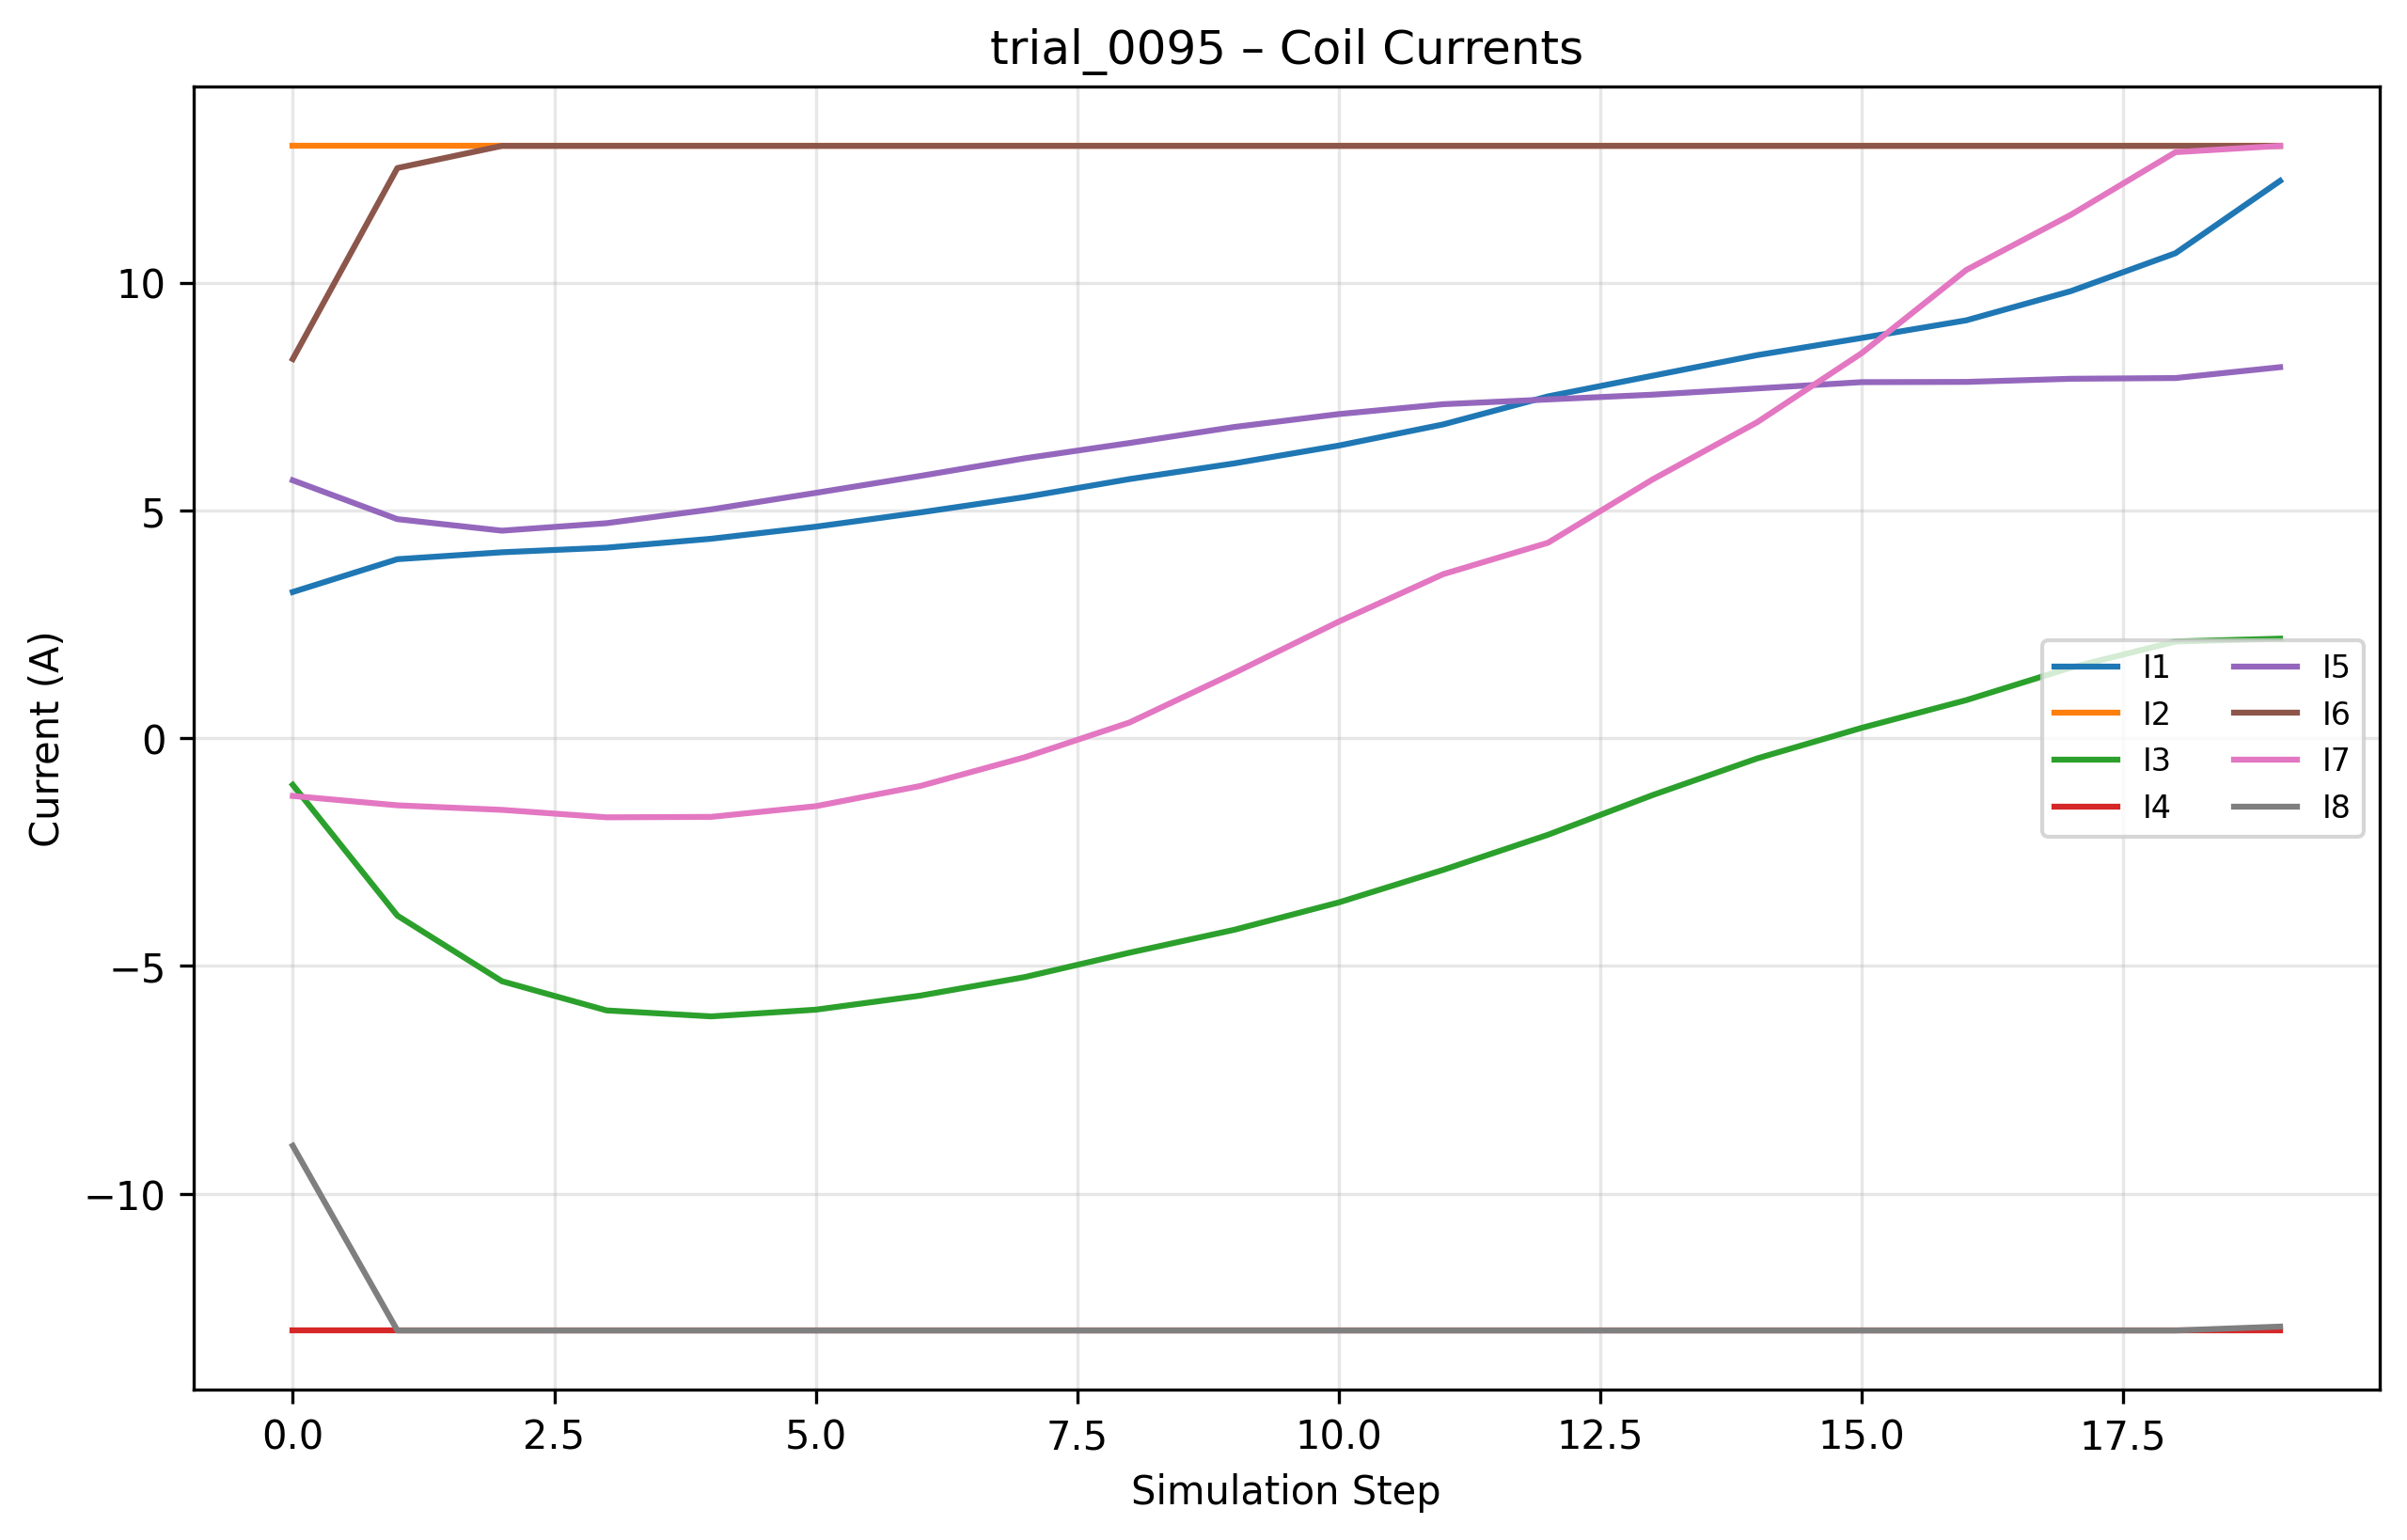 trial_0095 – Coil Currents
Current (A)
10
5
0
−5
−10
I1
I2
I3
I4
I5
I6
I7
I8
0.0 2.5 5.0 7.5 10.0 12.5 15.0 17.5
Simulation Step